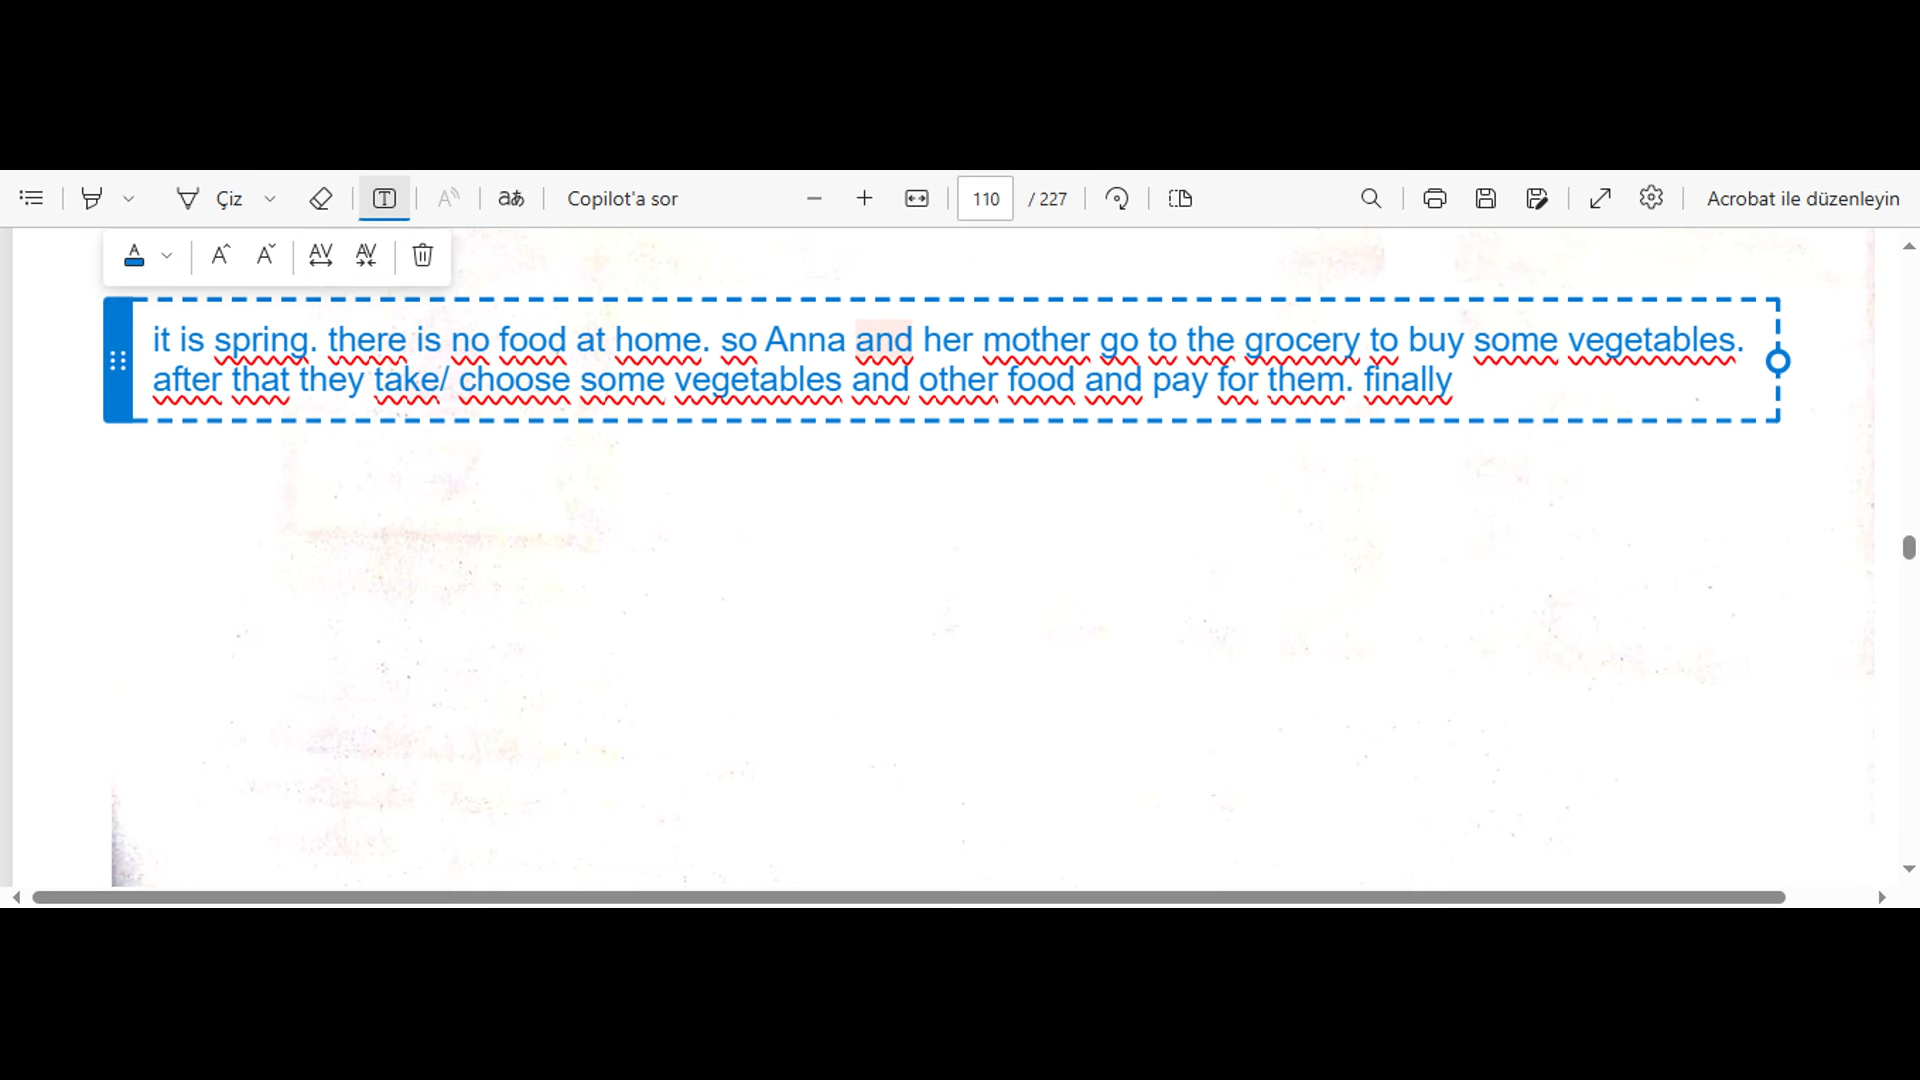 Çiz
Copilot'a sor
110
/ 227
Acrobat ile düzenleyin
it is spring. there is no food at home. so Anna and her mother go to the grocery to buy some vegetables.
after that they take/ choose some vegetables and other food and pay for them. finally